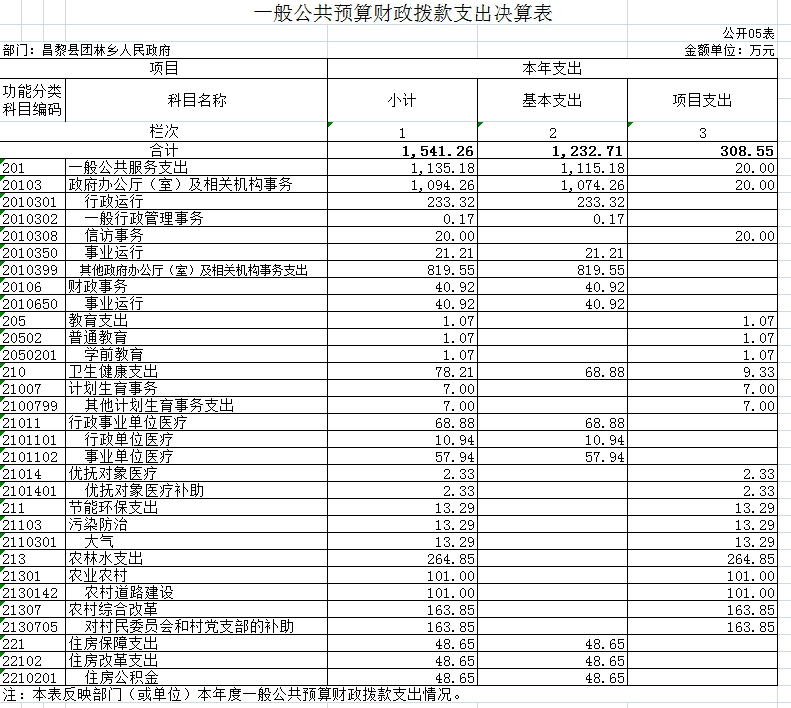 一般公共预算财政拨款支出决算表
公开05表
部门：昌黎县团林乡人民政府 金额单位：万元
项目 本年支出
功能分类科目编码 科目名称 小计 基本支出 项目支出
栏次 1 2 3
合计 1,541.26 1,232.71 308.55
201 一般公共服务支出 1,135.18 1,115.18 20.00
20103 政府办公厅（室）及相关机构事务 1,094.26 1,074.26 20.00
2010301 行政运行 233.32 233.32
2010302 一般行政管理事务 0.17 0.17
2010308 信访事务 20.00 20.00
2010350 事业运行 21.21 21.21
2010399 其他政府办公厅（室）及相关机构事务支出 819.55 819.55
20106 财政事务 40.92 40.92
2010650 事业运行 40.92 40.92
205 教育支出 1.07 1.07
20502 普通教育 1.07 1.07
2050201 学前教育 1.07 1.07
210 卫生健康支出 78.21 68.88 9.33
21007 计划生育事务 7.00 7.00
2100799 其他计划生育事务支出 7.00 7.00
21011 行政事业单位医疗 68.88 68.88
2101101 行政单位医疗 10.94 10.94
2101102 事业单位医疗 57.94 57.94
21014 优抚对象医疗 2.33 2.33
2101401 优抚对象医疗补助 2.33 2.33
211 节能环保支出 13.29 13.29
21103 污染防治 13.29 13.29
2110301 大气 13.29 13.29
213 农林水支出 264.85 264.85
21301 农业农村 101.00 101.00
2130142 农村道路建设 101.00 101.00
21307 农村综合改革 163.85 163.85
2130705 对村民委员会和村党支部的补助 163.85 163.85
221 住房保障支出 48.65 48.65
22102 住房改革支出 48.65 48.65
2210201 住房公积金 48.65 48.65
注：本表反映部门（或单位）本年度一般公共预算财政拨款支出情况。